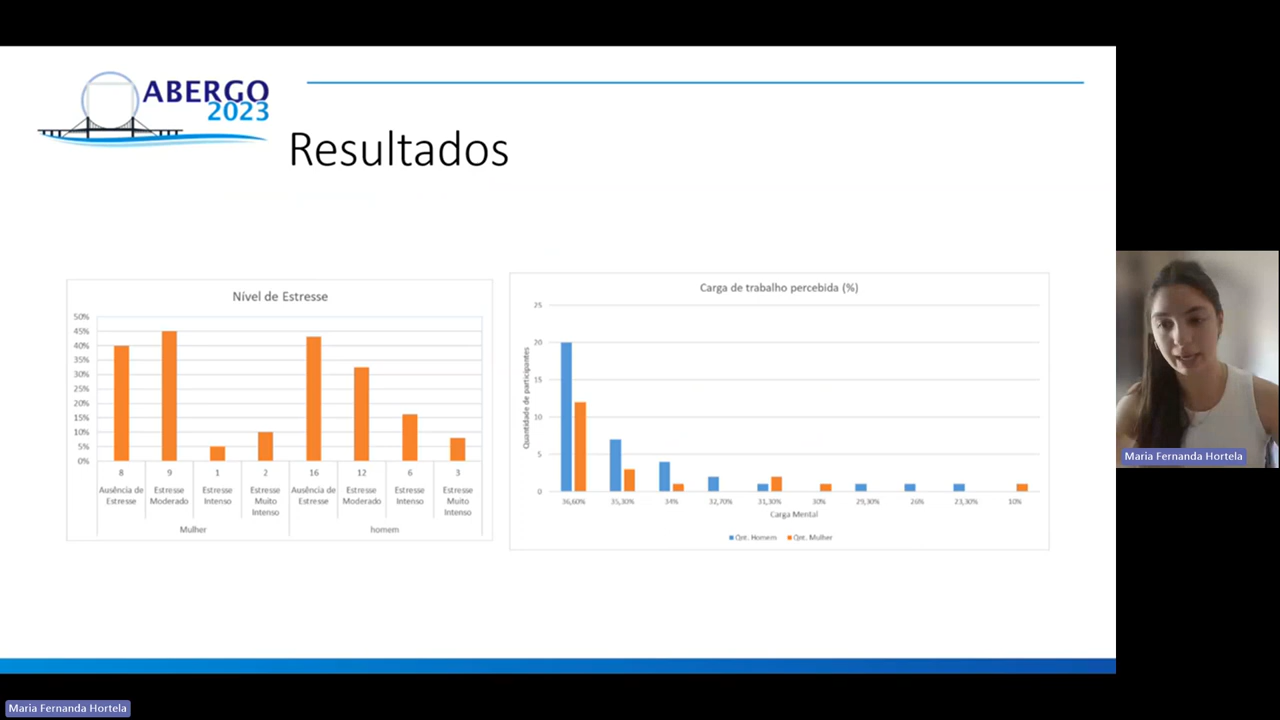 ABERGO
2023
Resultados
Nível de Estresse
50%
45%
40%
35%
30%
25%
20%
15%
10%
5%
0%
8 9 1 2 16 12 6 3
Ausência de Estresse
Estresse Moderado
Estresse Intenso
Estresse Muito Intenso
Ausência de Estresse
Estresse Moderado
Estresse Intenso
Estresse Muito Intenso
Mulher homem
Carga de trabalho percebida (%)
Quantidade de participantes
25
20
15
10
5
0
36,60% 35,30% 34% 32,70% 31,30% 30% 29,30% 26% 23,30% 10%
Carga Mental
Qnt. Homem Qnt. Mulher
Maria Fernanda Hortela
Maria Fernanda Hortela